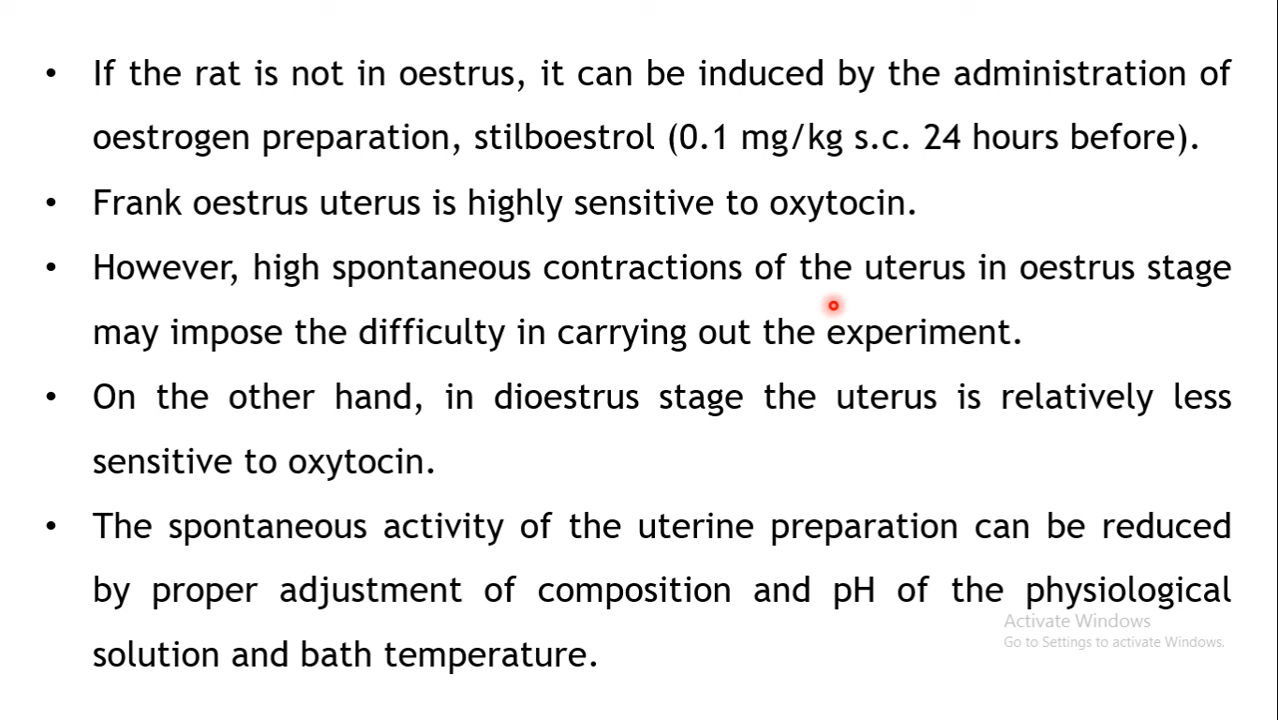 • If the rat is not in oestrus, it can be induced by the administration of
oestrogen preparation, stilboestrol (0.1 mg/kg s.c. 24 hours before).
• Frank oestrus uterus is highly sensitive to oxytocin.
• However, high spontaneous contractions of the uterus in oestrus stage
may impose the difficulty in carrying out the experiment.
• On the other hand, in dioestrus stage the uterus is relatively less
sensitive to oxytocin.
• The spontaneous activity of the uterine preparation can be reduced
by proper adjustment of composition and pH of the physiological
solution and bath temperature.
Activate Windows
Go to Settings to activate Windows.